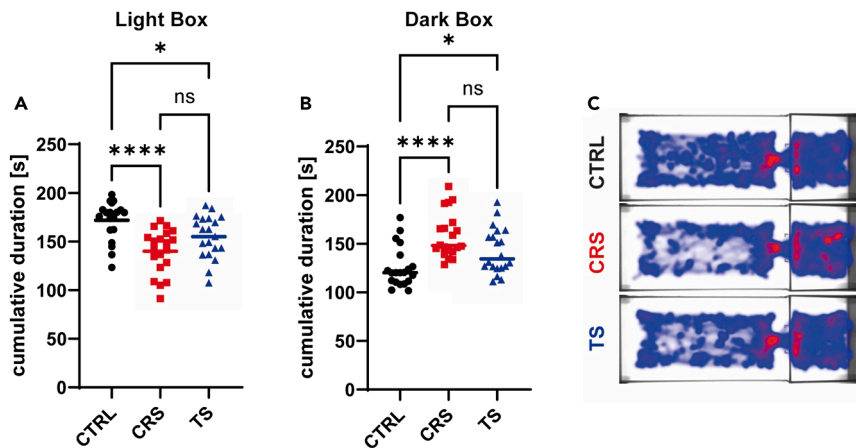 Light Box
*
ns
****
A
cumulative duration [s]
250
200
150
100
50
0
CTRL
CRS
TS
Dark Box
*
ns
****
B
cumulative duration [s]
250
200
150
100
50
0
CTRL
CRS
TS
C
CTRL
CRS
TS